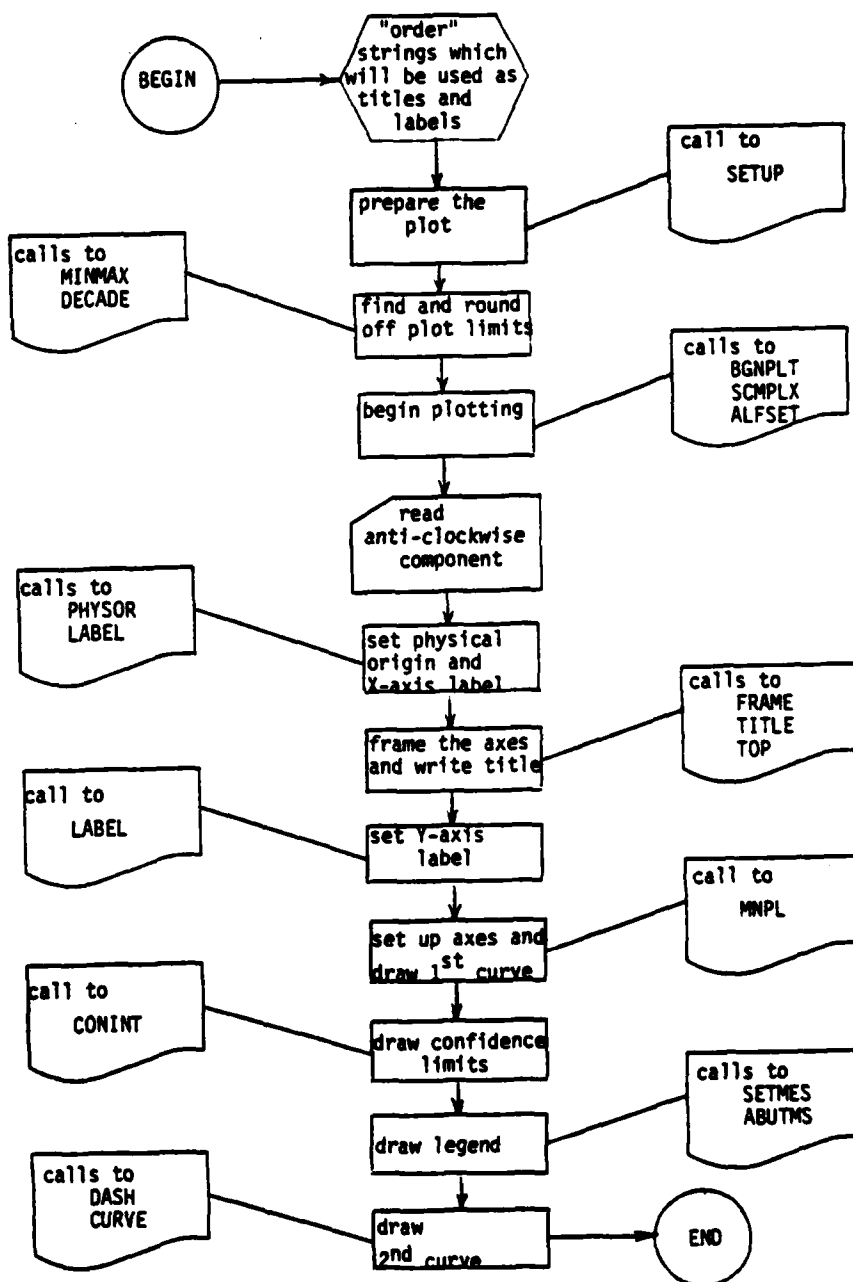 BEGIN
"order"
strings which
will be used as
titles and
labels
call to
SETUP
prepare the
plot
calls to
MINMAX
DECADE
find and round
off plot limits
calls to
BGNPLT
SCMPLX
ALFSET
begin plotting
read
anti-clockwise
component
calls to
PHYSOR
LABEL
set physical
origin and
X-axis label
calls to
FRAME
TITLE
TOP
frame the axes
and write title
call to
LABEL
set Y-axis
label
call to
MNPL
set up axes and
draw 1st curve
call to
CONINT
draw confidence
limits
calls to
SETMES
ABUTMS
draw legend
calls to
DASH
CURVE
draw
2nd curve
END